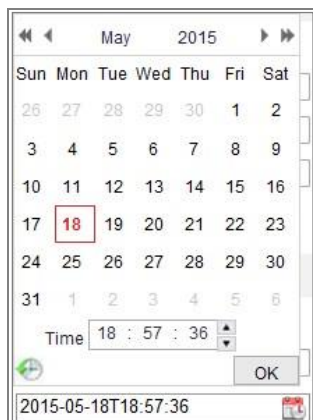 May 2015
Sun Mon Tue Wed Thu Fri Sat
26 27 28 29 30 1 2
3 4 5 6 7 8 9
10 11 12 13 14 15 16
17 18 19 20 21 22 23
24 25 26 27 28 29 30
31 1 2 3 4 5 6
Time 18 : 57 : 36
OK
2015-05-18T18:57:36